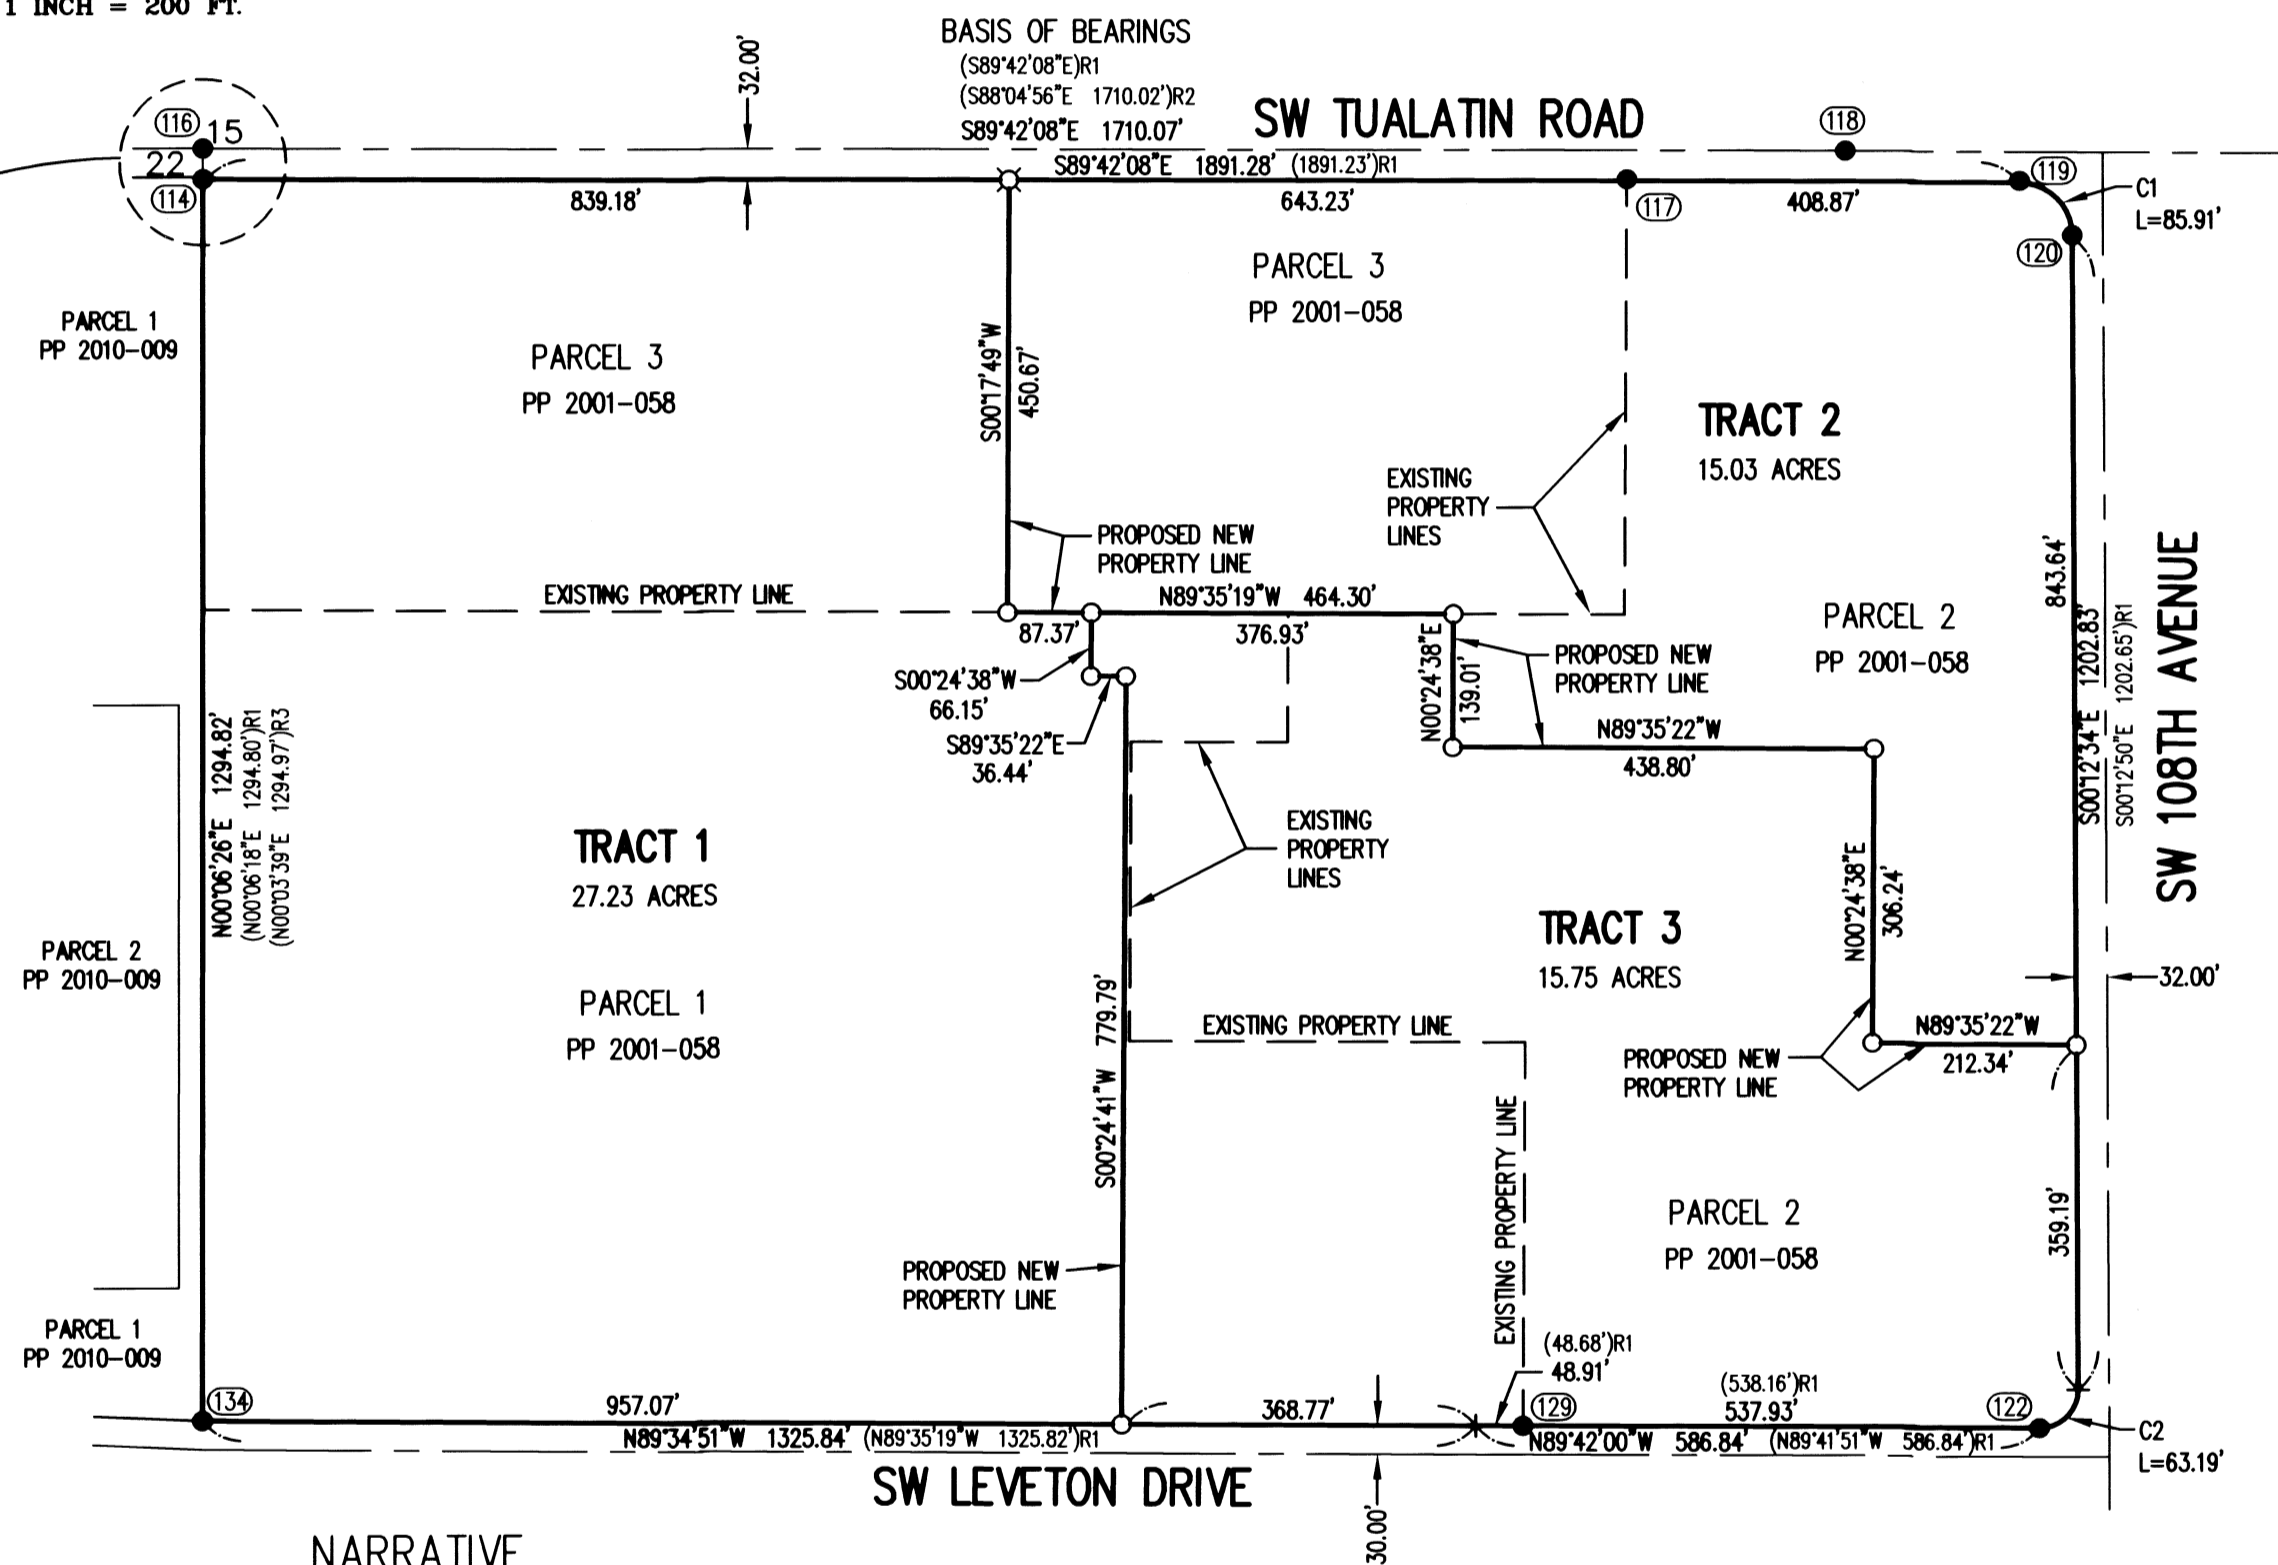 1 INCH = 200 FT.
BASIS OF BEARINGS
(S89°42'08"E)R1
(S88°04'56"E 1710.02')R2
S89°42'08"E 1710.07'
32.00'
SW TUALATIN ROAD
118
116
15
22
114
S89°42'08"E 1891.28' (1891.23')R1
839.18'
643.23'
117
408.87'
119
C1
L=85.91'
120
PARCEL 1
PP 2010-009
PARCEL 3
PP 2001-058
S00°17'49"W
450.67'
PARCEL 3
PP 2001-058
TRACT 2
15.03 ACRES
EXISTING
PROPERTY
LINES
PROPOSED NEW
PROPERTY LINE
EXISTING PROPERTY LINE
N89°35'19"W 464.30'
87.37'
376.93'
S00°24'38"W
66.15'
S89°35'22"E
36.44'
N00°24'38"E
139.01'
PROPOSED NEW
PROPERTY LINE
N89°35'22"W
438.80'
PARCEL 2
PP 2001-058
843.64'
S00°12'34"E 1202.83'
S00°12'50"E 1202.65')R1
SW 108TH AVENUE
N00°06'26"E 1294.82'
(N00°06'18"E 1294.80')R1
(N00°03'39"E 1294.97')R3
TRACT 1
27.23 ACRES
EXISTING
PROPERTY
LINES
TRACT 3
15.75 ACRES
N00°24'38"E
306.24'
32.00'
PARCEL 2
PP 2010-009
PARCEL 1
PP 2001-058
S00°24'41"W 779.79'
EXISTING PROPERTY LINE
PROPOSED NEW
PROPERTY LINE
N89°35'22"W
212.34'
EXISTING PROPERTY LINE
PARCEL 2
PP 2001-058
359.19'
PROPOSED NEW
PROPERTY LINE
PARCEL 1
PP 2010-009
134
957.07'
N89°34'51"W 1325.84' (N89°35'19"W 1325.82')R1
368.77'
(48.68')R1
48.91'
129
(538.16')R1
537.93'
122
N89°42'00"W 586.84' (N89°41'51"W 586.84')R1
C2
L=63.19'
SW LEVETON DRIVE
30.00'
NARRATIVE